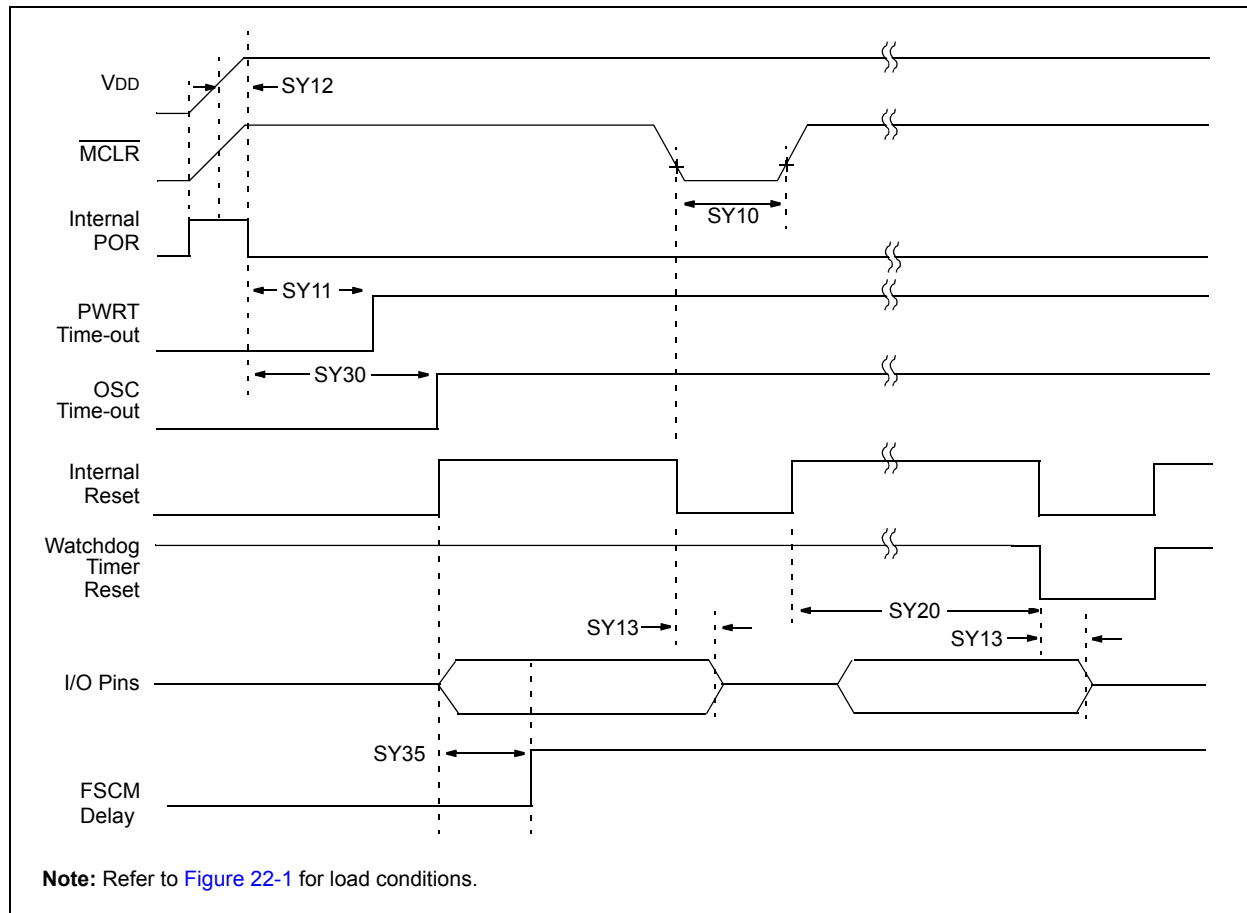 VDD
SY12
MCLR
SY10
Internal
POR
SY11
PWRT
Time-out
SY30
OSC
Time-out
Internal
Reset
Watchdog
Timer
Reset
SY20
SY13
SY13
I/O Pins
SY35
FSCM
Delay
Note: Refer to Figure 22-1 for load conditions.